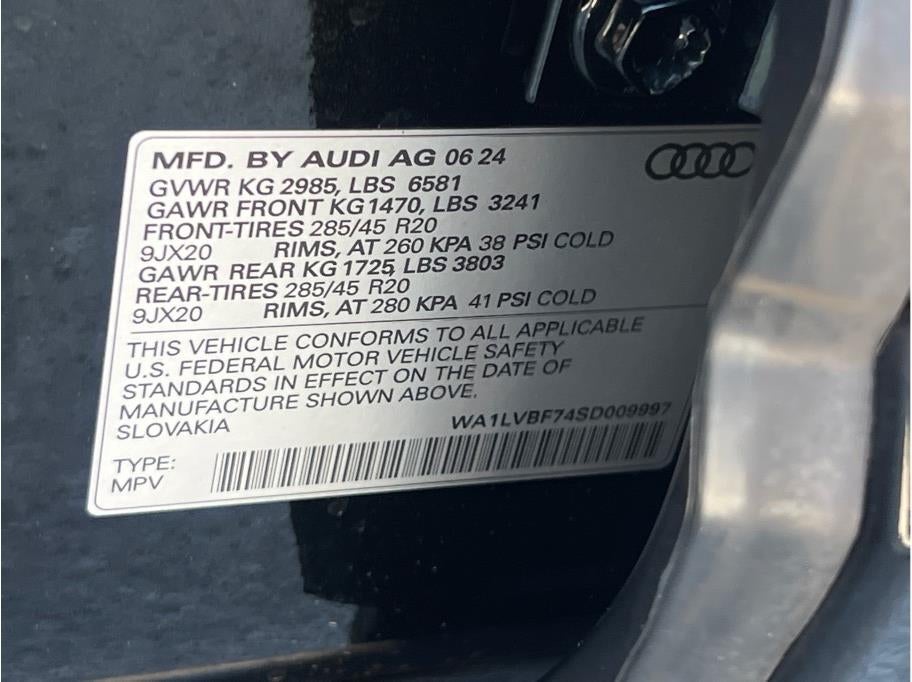 MFD. BY AUDI AG 06 24
GVWR KG 2985, LBS 6581
GAWR FRONT KG1470, LBS 3241
FRONT-TIRES 285/45 R20
9JX20 RIMS, AT 260 KPA 38 PSI COLD
GAWR REAR KG 1725, LBS 3803
REAR-TIRES 285/45 R20
9JX20 RIMS, AT 280 KPA 41 PSI COLD
THIS VEHICLE CONFORMS TO ALL APPLICABLE
U.S. FEDERAL MOTOR VEHICLE SAFETY
STANDARDS IN EFFECT ON THE DATE OF
MANUFACTURE SHOWN ABOVE.
SLOVAKIA
WA1LVBF74SD009997
TYPE:
MPV